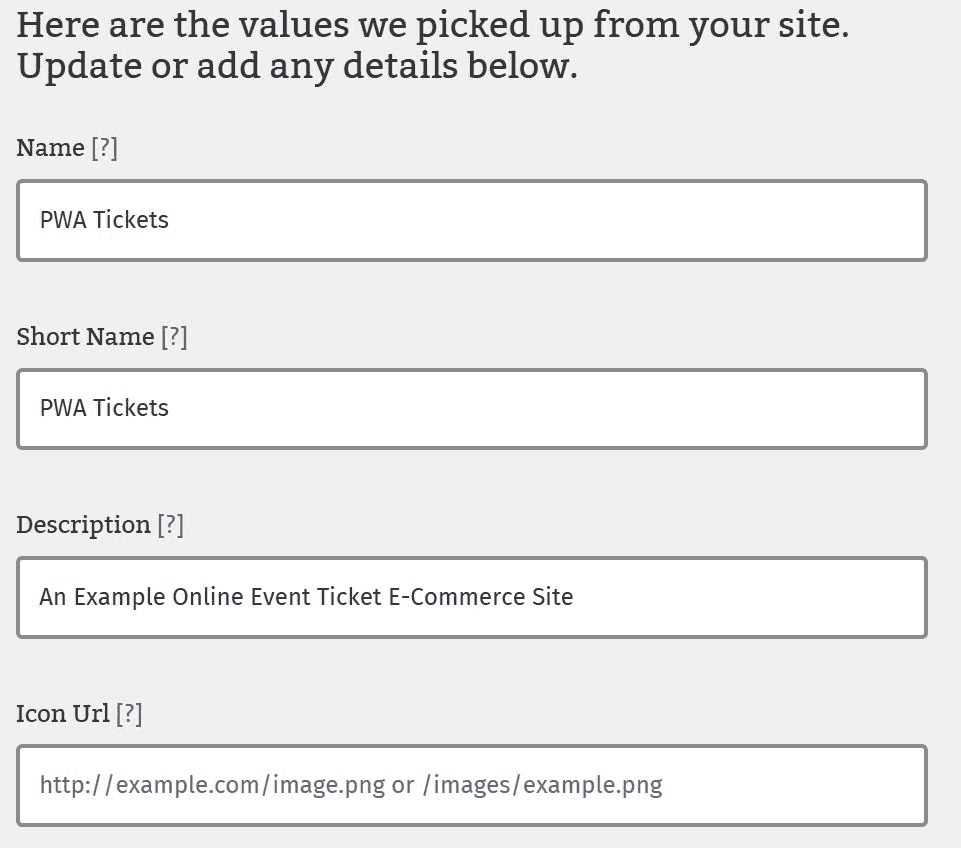 Here are the values we picked up from your site.
Update or add any details below.
Name [?]
PWA Tickets
Short Name [?]
PWA Tickets
Description [?]
An Example Online Event Ticket E-Commerce Site
Icon Url [?]
http://example.com/image.png or /images/example.png